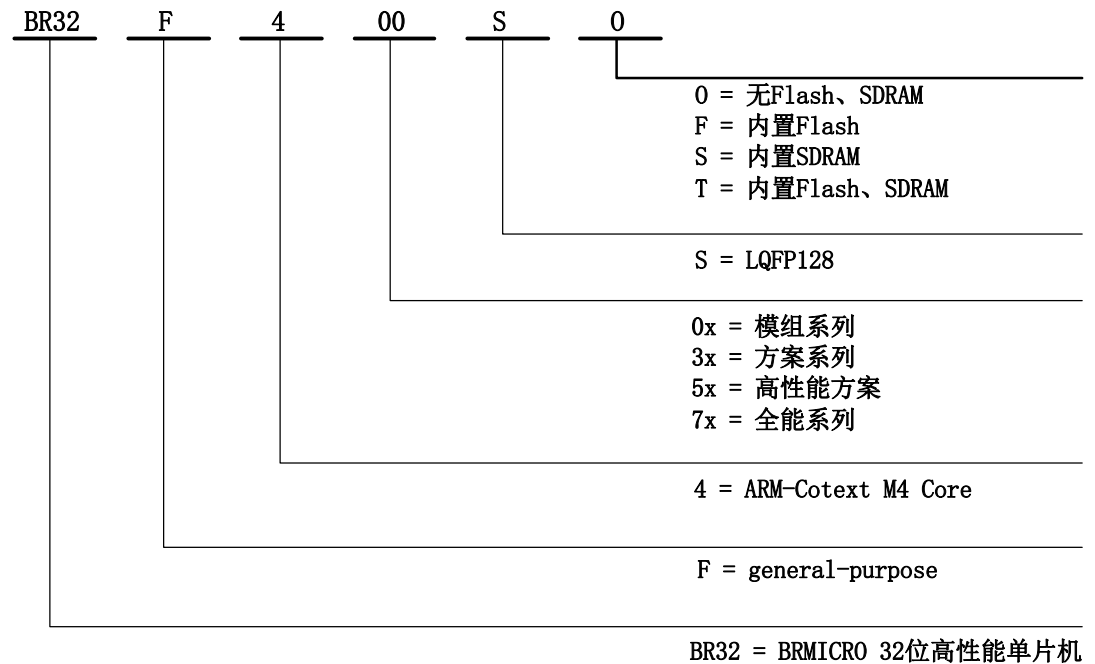 BR32 F 4 00 S 0
0 = 无Flash、SDRAM
F = 内置Flash
S = 内置SDRAM
T = 内置Flash、SDRAM
S = LQFP128
0x = 模组系列
3x = 方案系列
5x = 高性能方案
7x = 全能系列
4 = ARM-Cotext M4 Core
F = general-purpose
BR32 = BRMICRO 32位高性能单片机